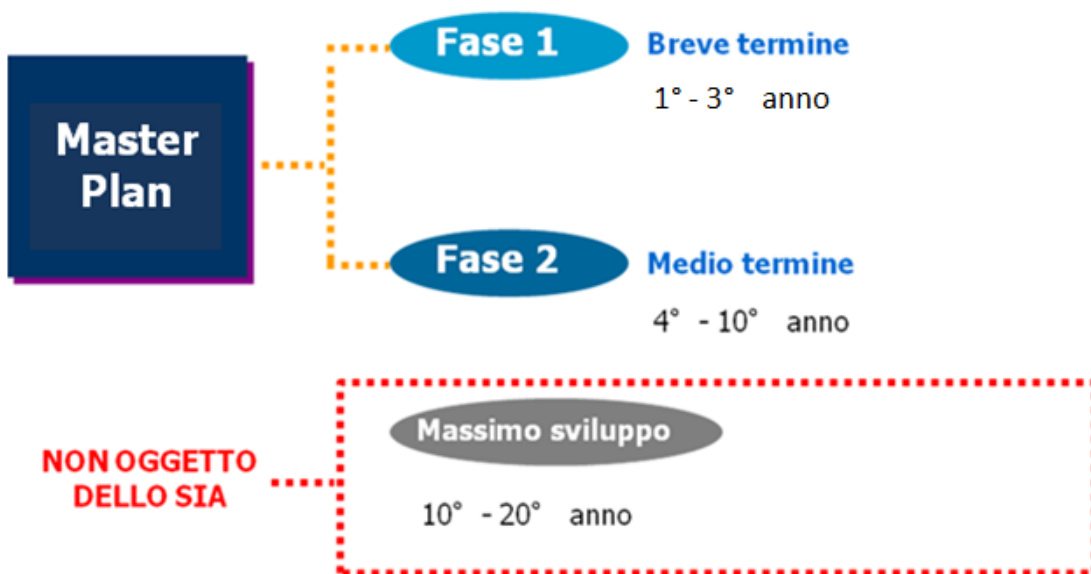 Master
Plan
Fase 1
Breve termine
1° - 3° anno
Fase 2
Medio termine
4° - 10° anno
NON OGGETTO
DELLO SIA
Massimo sviluppo
10° - 20° anno